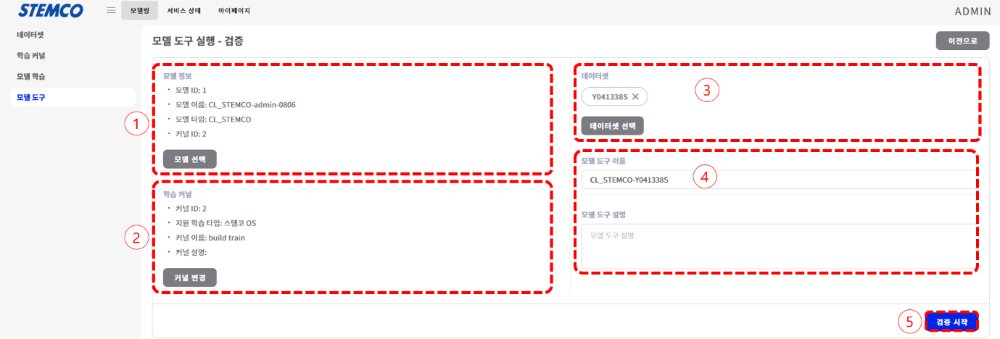 STEMCO
모델링 서비스 상태 마이페이지
ADMIN
데이터셋
학습 커널
모델 학습
모델 도구
모델 도구 실행 - 검증
이전으로
1
모델 정보
· 모델 ID: 1
· 모델 이름: CL_STEMCO-admin-0806
· 모델 타입: CL_STEMCO
· 커널 ID: 2
모델 선택
2
학습 커널
· 커널 ID: 2
· 지원 학습 타입: 스템코 OS
· 커널 이름: build train
· 커널 설명:
커널 변경
3
데이터셋
Y041338S ✕
데이터셋 선택
4
모델 도구 이름
CL_STEMCO-Y041338S
모델 도구 설명
모델 도구 설명
5
검증 시작